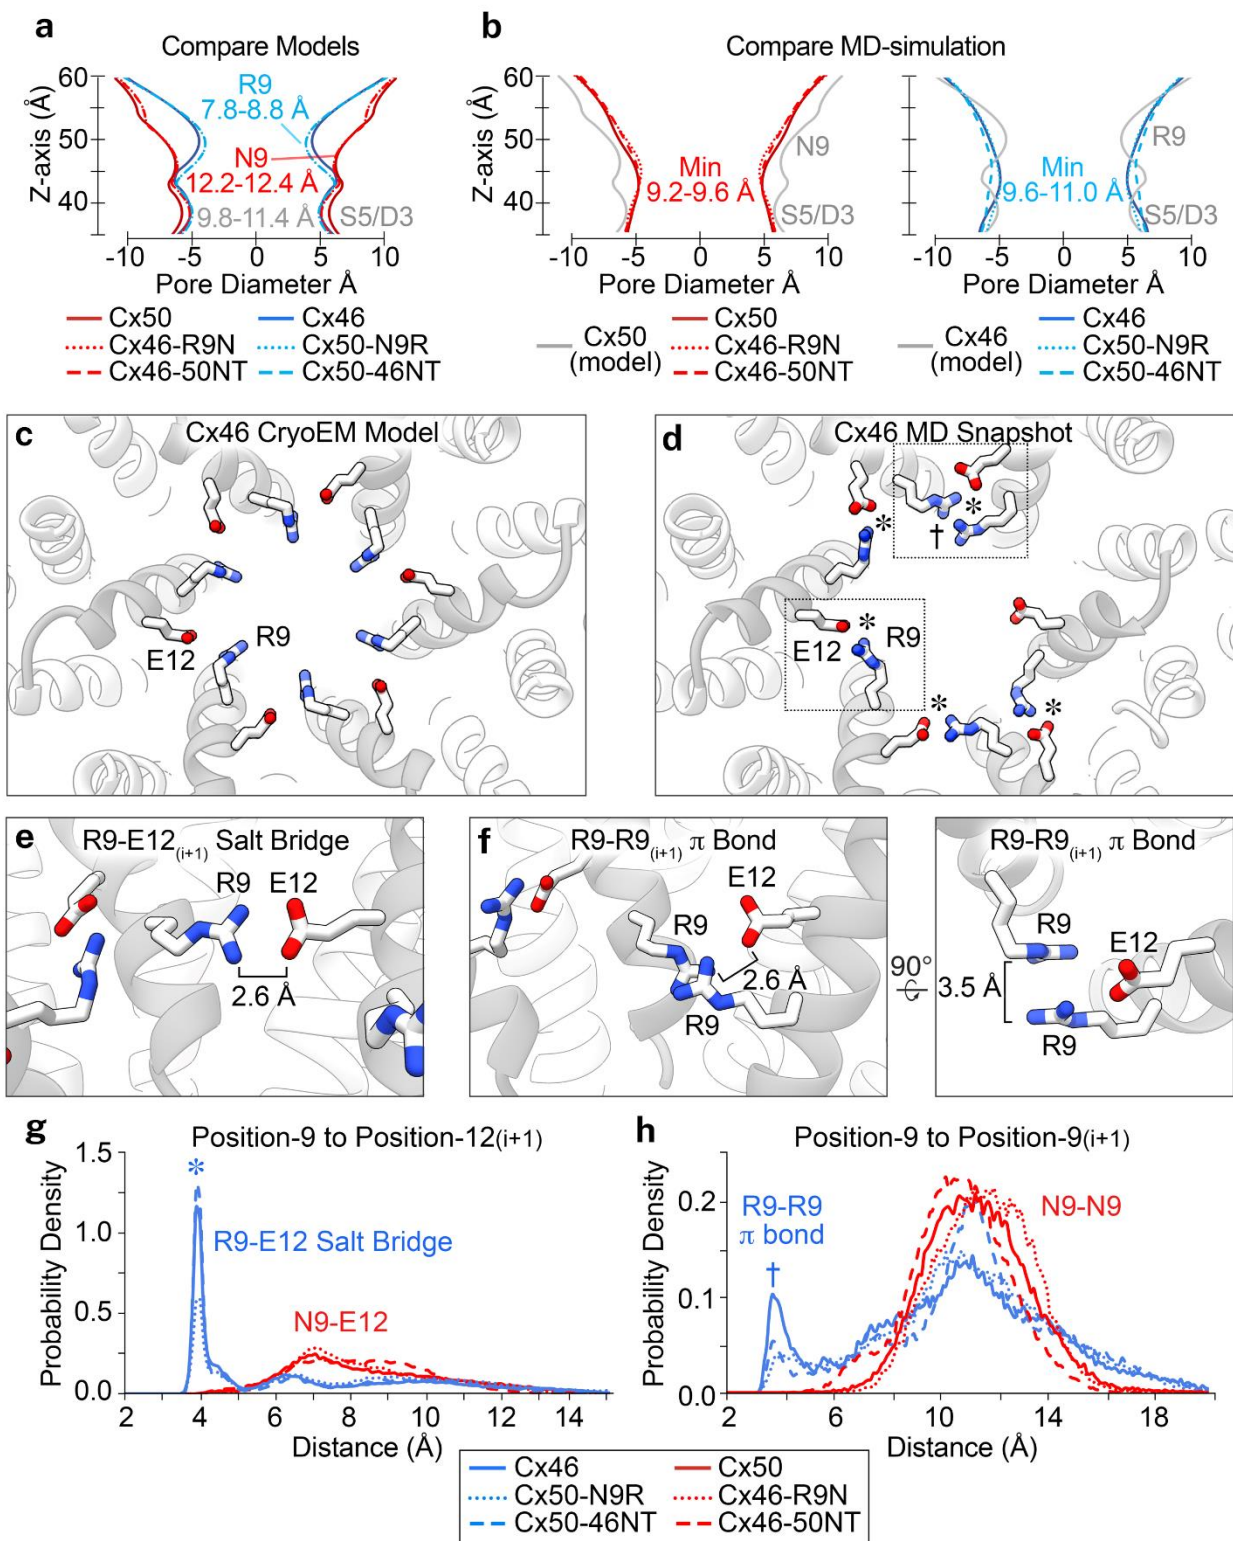 a
Compare Models
60
50
40
Z-axis (Å)
R9
7.8-8.8 Å
N9
12.2-12.4 Å
9.8-11.4 Å
S5/D3
-10 -5 0 5 10
Pore Diameter Å
Cx50
Cx46-R9N
Cx46-50NT
Cx46
Cx50-N9R
Cx50-46NT
b
Compare MD-simulation
60
50
40
Z-axis (Å)
N9
Min
9.2-9.6 Å
S5/D3
-10 -5 0 5 10
Pore Diameter Å
Cx50
(model)
Cx50
Cx46-R9N
Cx46-50NT
R9
Min
9.6-11.0 Å
S5/D3
-10 -5 0 5 10
Pore Diameter Å
Cx46
(model)
Cx46
Cx50-N9R
Cx50-46NT
c
Cx46 CryoEM Model
E12
R9
d
Cx46 MD Snapshot
*
*
†
*
E12
R9
*
*
e
R9-E12(i+1) Salt Bridge
R9
E12
2.6 Å
f
R9-R9(i+1) π Bond
E12
R9
2.6 Å
R9
90°
R9-R9(i+1) π Bond
R9
E12
3.5 Å
R9
g
Position-9 to Position-12(i+1)
1.5
1.0
0.5
0.0
Probability Density
*
R9-E12 Salt Bridge
N9-E12
2 4 6 8 10 12 14
Distance (Å)
h
Position-9 to Position-9(i+1)
0.2
0.1
0.0
Probability Density
R9-R9
π bond
†
N9-N9
2 6 10 14 18
Distance (Å)
Cx46
Cx50-N9R
Cx50-46NT
Cx50
Cx46-R9N
Cx46-50NT